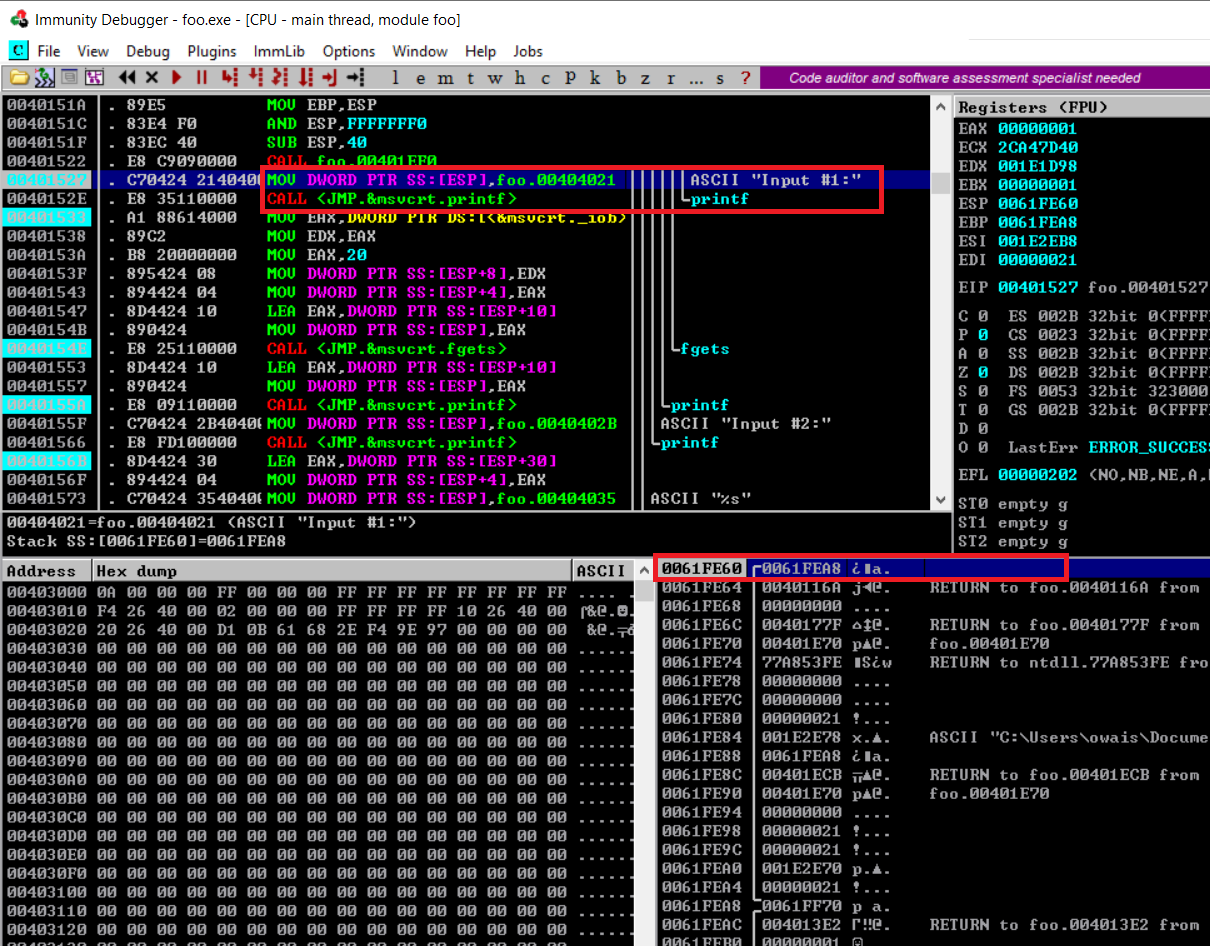 Immunity Debugger - foo.exe - [CPU - main thread, module foo]
C File View Debug Plugins ImmLib Options Window Help Jobs
l e m t w h c P k b z r ... s ? Code auditor and software assessment specialist needed
0040151A . 89E5 MOV EBP,ESP
0040151C . 83E4 F0 AND ESP,FFFFFFF0
0040151F . 83EC 40 SUB ESP,40
00401522 . E8 C9090000 CALL foo.00401EF0
00401527 . C70424 2140400 MOV DWORD PTR SS:[ESP],foo.00404021 ASCII "Input #1:"
0040152E . E8 35110000 CALL <JMP.&msvcrt.printf> printf
00401533 . A1 88614000 MOV EAX,DWORD PTR DS:[<&msvcrt._iob>
00401538 . 89C2 MOV EDX,EAX
0040153A . B8 20000000 MOV EAX,20
0040153F . 895424 08 MOV DWORD PTR SS:[ESP+8],EDX
00401543 . 894424 04 MOV DWORD PTR SS:[ESP+4],EAX
00401547 . 8D4424 10 LEA EAX,DWORD PTR SS:[ESP+10]
0040154B . 890424 MOV DWORD PTR SS:[ESP],EAX
0040154E . E8 25110000 CALL <JMP.&msvcrt.fgets> fgets
00401553 . 8D4424 10 LEA EAX,DWORD PTR SS:[ESP+10]
00401557 . 890424 MOV DWORD PTR SS:[ESP],EAX
0040155A . E8 09110000 CALL <JMP.&msvcrt.printf> printf
0040155F . C70424 2B40400 MOV DWORD PTR SS:[ESP],foo.0040402B ASCII "Input #2:"
00401566 . E8 FD100000 CALL <JMP.&msvcrt.printf> printf
0040156B . 8D4424 30 LEA EAX,DWORD PTR SS:[ESP+30]
0040156F . 894424 04 MOV DWORD PTR SS:[ESP+4],EAX
00401573 . C70424 3540400 MOV DWORD PTR SS:[ESP],foo.00404035 ASCII "%s"
00404021=foo.00404021 (ASCII "Input #1:")
Stack SS:[0061FE60]=0061FEA8
Registers (FPU)
EAX 00000001
ECX 2CA47D40
EDX 001E1D98
EBX 00000001
ESP 0061FE60
EBP 0061FEA8
ESI 001E2EB8
EDI 00000021
EIP 00401527 foo.00401527
C 0 ES 002B 32bit 0(FFFF
P 0 CS 0023 32bit 0(FFFF
A 0 SS 002B 32bit 0(FFFF
Z 0 DS 002B 32bit 0(FFFF
S 0 FS 0053 32bit 323000
T 0 GS 002B 32bit 0(FFFF
D 0
O 0 LastErr ERROR_SUCCESS
EFL 00000202 (NO,NB,NE,A,
ST0 empty g
ST1 empty g
ST2 empty g
Address Hex dump ASCII
00403000 0A 00 00 00 FF 00 00 00 FF FF FF FF FF FF FF FF
00403010 F4 26 40 00 02 00 00 00 FF FF FF FF 10 26 40 00
00403020 20 26 40 00 D1 0B 61 68 2E F4 9E 97 00 00 00 00
00403030 00 00 00 00 00 00 00 00 00 00 00 00 00 00 00 00
00403040 00 00 00 00 00 00 00 00 00 00 00 00 00 00 00 00
00403050 00 00 00 00 00 00 00 00 00 00 00 00 00 00 00 00
00403060 00 00 00 00 00 00 00 00 00 00 00 00 00 00 00 00
00403070 00 00 00 00 00 00 00 00 00 00 00 00 00 00 00 00
00403080 00 00 00 00 00 00 00 00 00 00 00 00 00 00 00 00
00403090 00 00 00 00 00 00 00 00 00 00 00 00 00 00 00 00
004030A0 00 00 00 00 00 00 00 00 00 00 00 00 00 00 00 00
004030B0 00 00 00 00 00 00 00 00 00 00 00 00 00 00 00 00
004030C0 00 00 00 00 00 00 00 00 00 00 00 00 00 00 00 00
004030D0 00 00 00 00 00 00 00 00 00 00 00 00 00 00 00 00
004030E0 00 00 00 00 00 00 00 00 00 00 00 00 00 00 00 00
004030F0 00 00 00 00 00 00 00 00 00 00 00 00 00 00 00 00
00403100 00 00 00 00 00 00 00 00 00 00 00 00 00 00 00 00
00403110 00 00 00 00 00 00 00 00 00 00 00 00 00 00 00 00
00403120 00 00 00 00 00 00 00 00 00 00 00 00 00 00 00 00
0061FE60 0061FEA8
0061FE64 0040116A RETURN to foo.0040116A from
0061FE68 00000000 ....
0061FE6C 0040177F RETURN to foo.0040177F from
0061FE70 00401E70 foo.00401E70
0061FE74 77A853FE RETURN to ntdll.77A853FE fro
0061FE78 00000000 ....
0061FE7C 00000000 ....
0061FE80 00000021 !...
0061FE84 001E2E78 ASCII "C:\Users\owais\Docume
0061FE88 0061FEA8
0061FE8C 00401ECB RETURN to foo.00401ECB from
0061FE90 00401E70 foo.00401E70
0061FE94 00000000 ....
0061FE98 00000021 !...
0061FE9C 00000021 !...
0061FEA0 001E2E70
0061FEA4 00000021 !...
0061FEA8 0061FF70 p a.
0061FEAC 004013E2 RETURN to foo.004013E2 from
0061FEB0 00000001